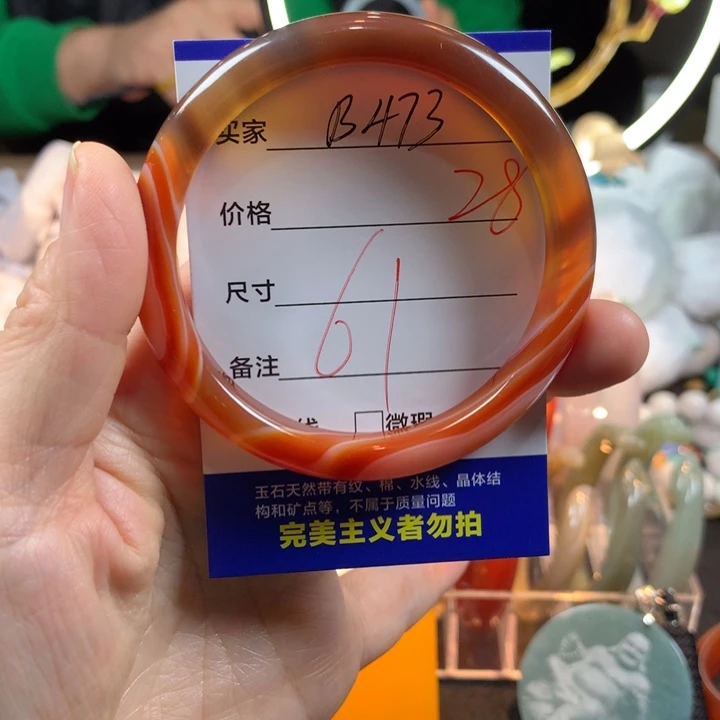 买家 B473
价格 28
尺寸 61
备注
线 □微瑕
玉石天然带有纹、棉、水线、晶体结
构和矿点等，不属于质量问题
完美主义者勿拍